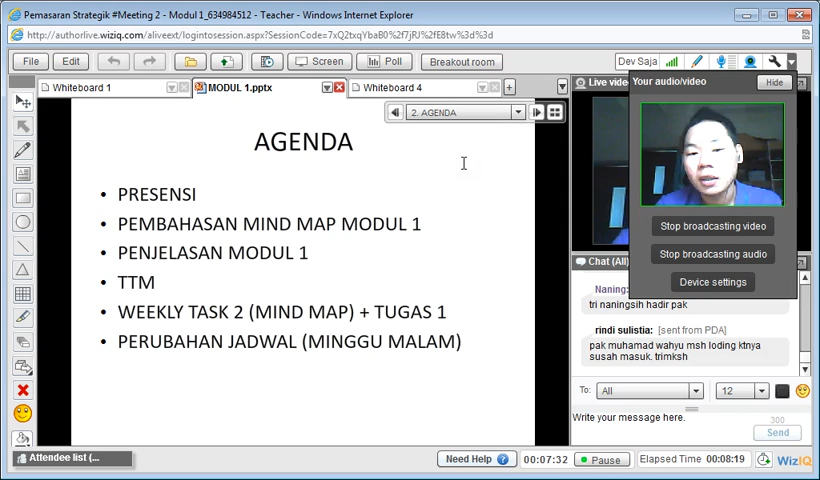 Pemasaran Strategik #Meeting 2 - Modul 1_634984512 - Teacher - Windows Internet Explorer
http://authorlive.wiziq.com/aliveext/logintosession.aspx?SessionCode=7xQ2txqYbaB0%2f7jRJ%2fE8tw%3d%3d
File
Edit
Screen
Poll
Breakout room
Dev Saja
Whiteboard 1
MODUL 1.pptx
Whiteboard 4
Live video
Your audio/video
Hide
2. AGENDA
AGENDA
• PRESENSI
• PEMBAHASAN MIND MAP MODUL 1
• PENJELASAN MODUL 1
• TTM
• WEEKLY TASK 2 (MIND MAP) + TUGAS 1
• PERUBAHAN JADWAL (MINGGU MALAM)
Stop broadcasting video
Stop broadcasting audio
Device settings
Chat (All)
Naning:
tri naningsih hadir pak
rindi sulistia: [sent from PDA]
pak muhamad wahyu msh loding ktnya
susah masuk. trimksh
To:
All
12
Write your message here.
300
Send
Attendee list (...
Need Help ?
00:07:32
Pause
Elapsed Time 00:08:19
WizIQ